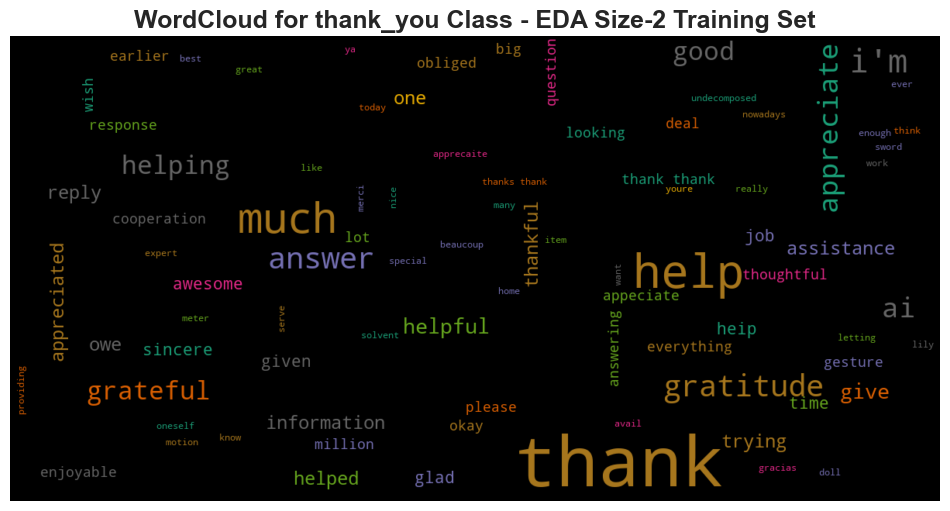 WordCloud for thank_you Class - EDA Size-2 Training Set
earlier
best
great
ya
obliged
big
question
good
appreciate
i'm
ever
wish
response
today
one
undecomposed
nowadays
looking
deal
enough
think
sword
work
helping
like
apprecaite
thanks thank
thank thank
youre
really
reply
merci
nice
many
cooperation
much
lot
thankful
item
job
assistance
expert
answer
special
beaucoup
appreciated
awesome
home
want
help
thoughtful
appeciate
ai
meter
serve
solvent
helpful
answering
heip
letting
lily
owe
sincere
given
everything
gesture
providing
grateful
please
gratitude
time
give
oneself
motion
know
information
million
okay
avail
trying
enjoyable
helped
glad
thank
gracias
doll